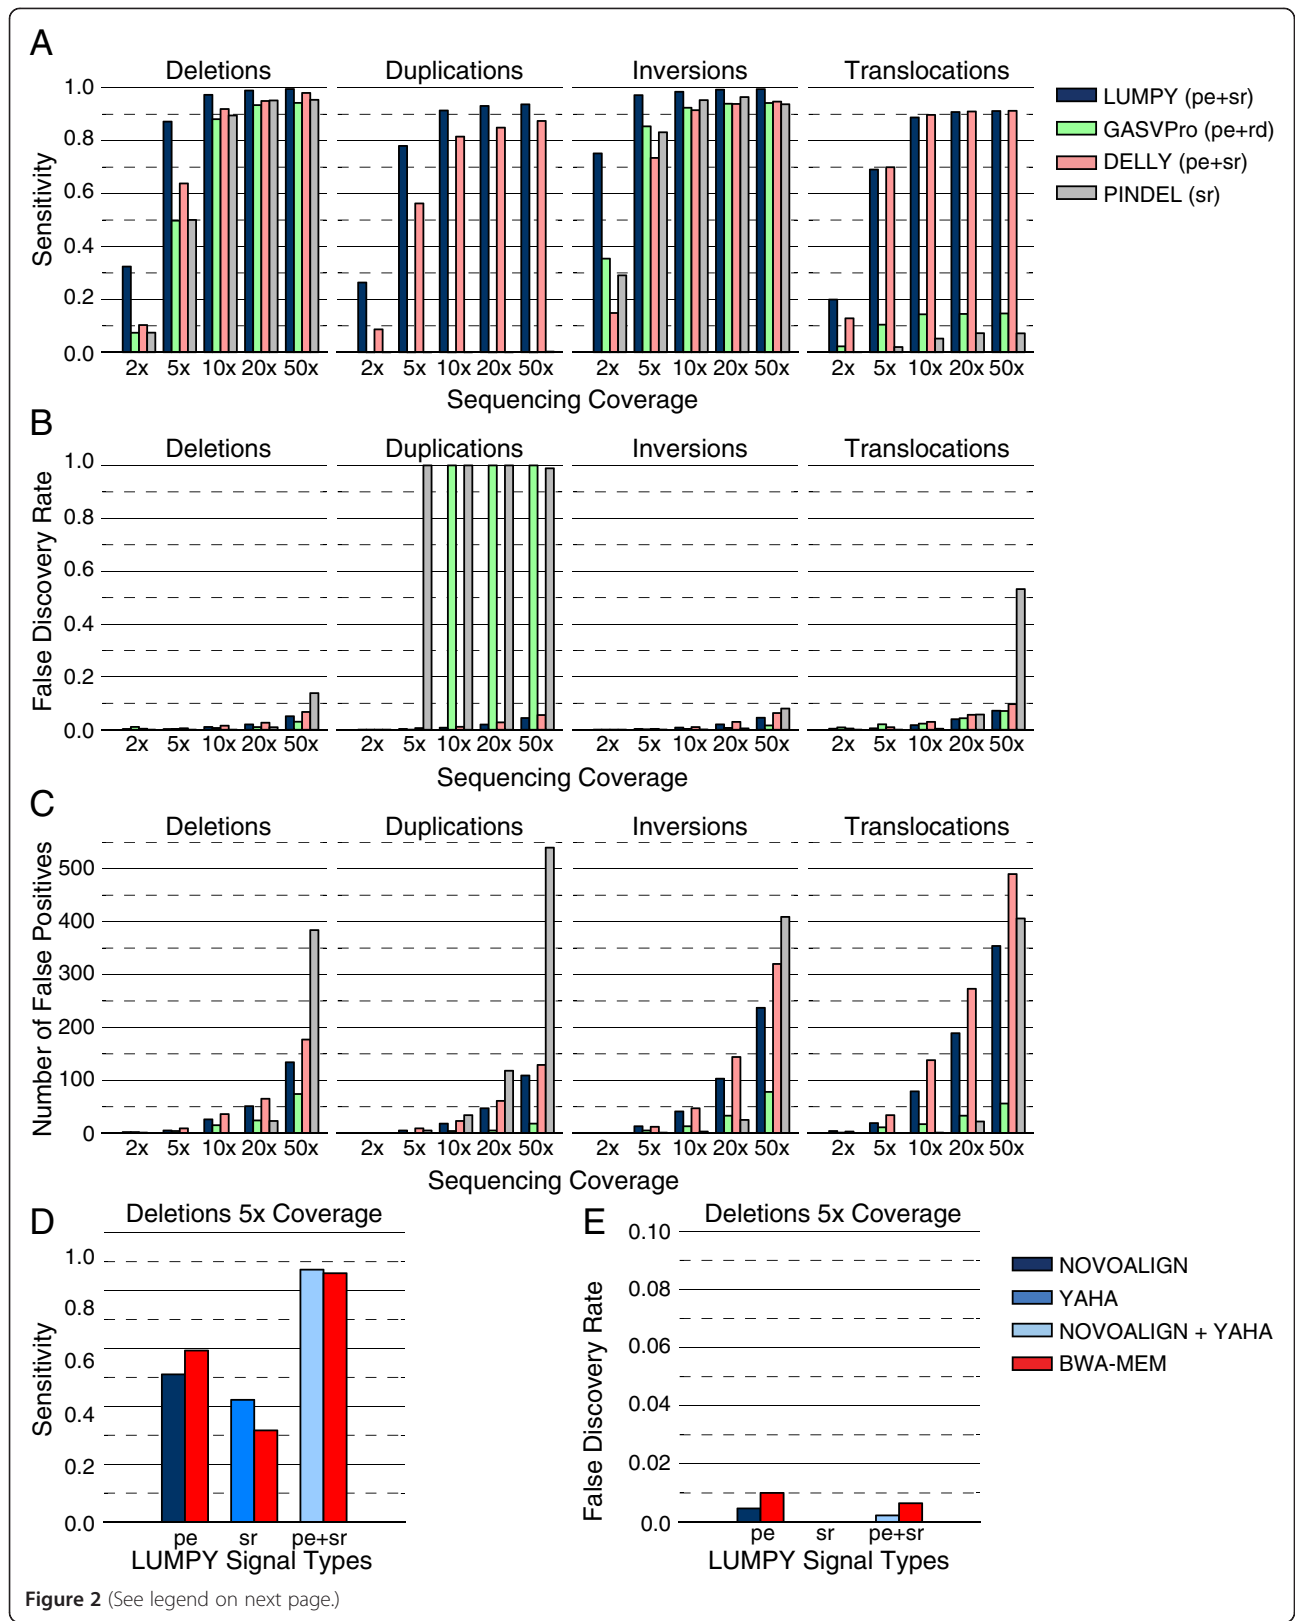 A
Deletions Duplications Inversions Translocations
1.0
0.8
0.6
0.4
0.2
0.0
Sensitivity
2x 5x 10x 20x 50x 2x 5x 10x 20x 50x 2x 5x 10x 20x 50x 2x 5x 10x 20x 50x
Sequencing Coverage
LUMPY (pe+sr)
GASVPro (pe+rd)
DELLY (pe+sr)
PINDEL (sr)
B
Deletions Duplications Inversions Translocations
1.0
0.8
0.6
0.4
0.2
0.0
False Discovery Rate
2x 5x 10x 20x 50x 2x 5x 10x 20x 50x 2x 5x 10x 20x 50x 2x 5x 10x 20x 50x
Sequencing Coverage
C
Deletions Duplications Inversions Translocations
500
400
300
200
100
0
Number of False Positives
2x 5x 10x 20x 50x 2x 5x 10x 20x 50x 2x 5x 10x 20x 50x 2x 5x 10x 20x 50x
Sequencing Coverage
D
Deletions 5x Coverage
1.0
0.8
0.6
0.4
0.2
0.0
Sensitivity
pe sr pe+sr
LUMPY Signal Types
E
Deletions 5x Coverage
0.10
0.08
0.06
0.04
0.02
0.0
False Discovery Rate
pe sr pe+sr
LUMPY Signal Types
NOVOALIGN
YAHA
NOVOALIGN + YAHA
BWA-MEM
Figure 2 (See legend on next page.)